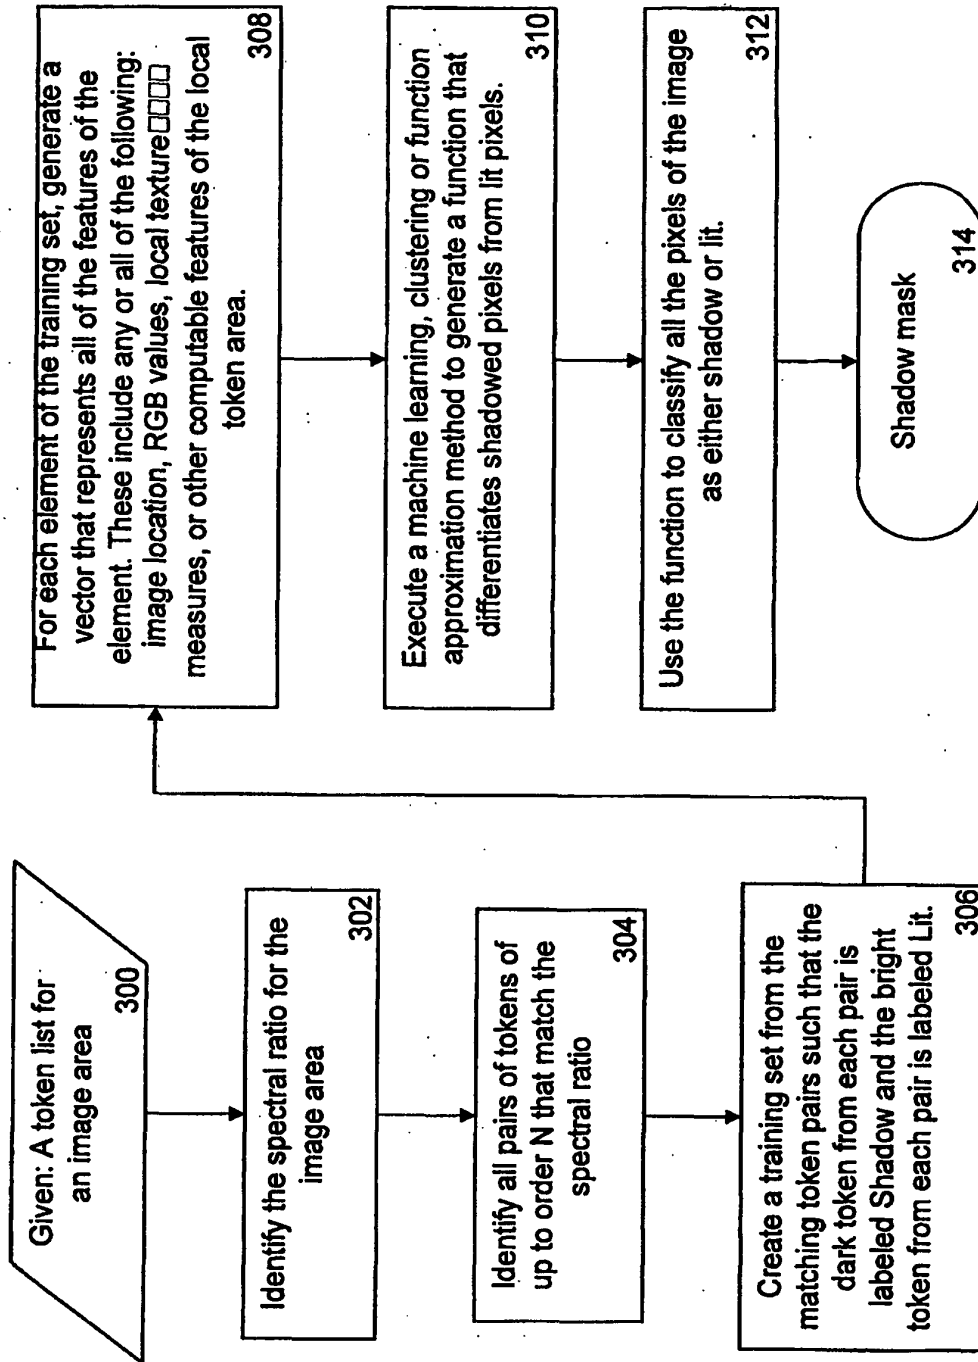 Given: A token list for
an image area
300
Identify the spectral ratio for the
image area
302
Identify all pairs of tokens of
up to order N that match the
spectral ratio
304
Create a training set from the
matching token pairs such that the
dark token from each pair is
labeled Shadow and the bright
token from each pair is labeled Lit.
306
For each element of the training set, generate a
vector that represents all of the features of the
element. These include any or all of the following:
image location, RGB values, local texture□□□□
measures, or other computable features of the local
token area.
308
Execute a machine learning, clustering or function
approximation method to generate a function that
differentiates shadowed pixels from lit pixels.
310
Use the function to classify all the pixels of the image
as either shadow or lit.
312
Shadow mask
314